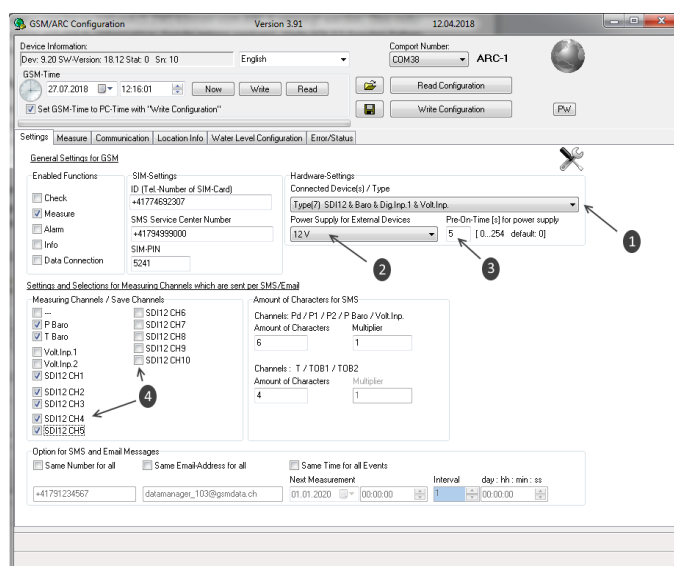 GSM/ARC Configuration Version 3.91 12.04.2018
Device Information: Comport Number:
Dev: 9.20 SW-Version: 18.12 Stat: 0 Sn: 10 English COM38 ARC-1
GSM-Time
27.07.2018 12:16:01 Now Write Read Read Configuration
Set GSM-Time to PC-Time with "Write Configuration" Write Configuration PW
Settings Measure Communication Location Info Water Level Configuration Error/Status
General Settings for GSM
Enabled Functions
Check
Measure
Alarm
Info
Data Connection
SIM-Settings
ID (Tel.-Number of SIM-Card)
+41774692307
SMS Service Center Number
+41794999000
SIM-PIN
5241
Hardware-Settings
Connected Device(s) / Type
Type(7) SDI12 & Baro & Dig.Inp.1 & Volt.Inp.
Power Supply for External Devices Pre-On-Time [s] for power supply
12 V 5 [ 0...254 default: 0]
1
2
3
Settings and Selections for Measuring Channels which are sent per SMS/Email
Measuring Channels / Save Channels
---
P Baro
T Baro
Volt.Inp.1
Volt.Inp.2
SDI12 CH1
SDI12 CH2
SDI12 CH3
SDI12 CH4
SDI12 CH5
SDI12 CH6
SDI12 CH7
SDI12 CH8
SDI12 CH9
SDI12 CH10
4
Amount of Characters for SMS
Channels: Pd / P1 / P2 / P Baro / Volt.Inp.
Amount of Characters Multiplier
6 1
Channels : T / TOB1 / TOB2
Amount of Characters Multiplier
4 1
Option for SMS and Email Messages
Same Number for all Same Email-Address for all Same Time for all Events
Next Measurement Interval day : hh : min : ss
+41791234567 datamanager_103@gsmdata.ch 01.01.2020 00:00:00 1 00:00:00